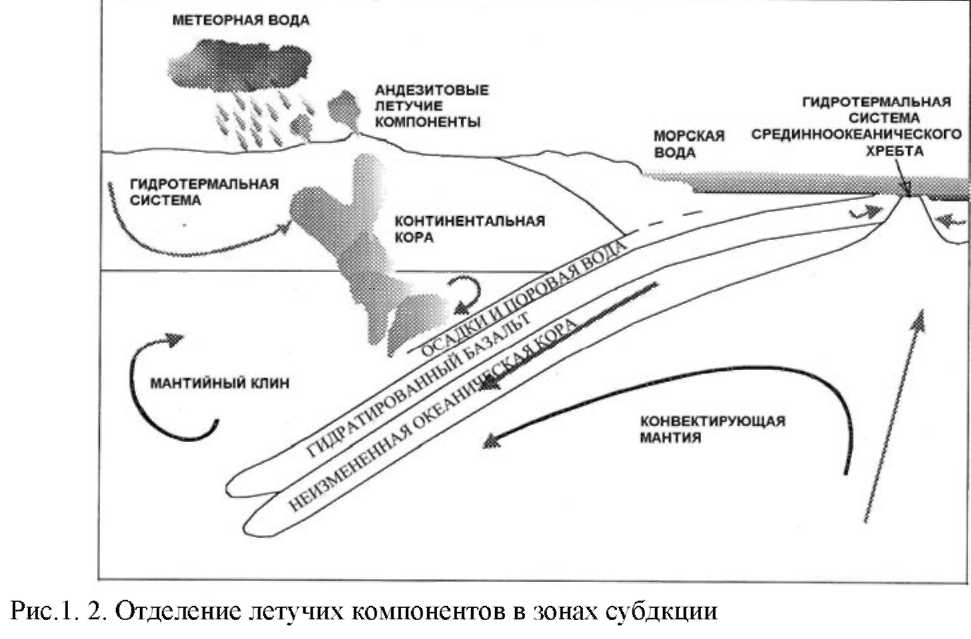 МЕТЕОРНАЯ ВОДА
АНДЕЗИТОВЫЕ
ЛЕТУЧИЕ
КОМПОНЕНТЫ
ГИДРОТЕРМАЛЬНАЯ
СИСТЕМА
СРЕДИННООКЕАНИЧЕСКОГО
ХРЕБТА
МОРСКАЯ
ВОДА
ГИДРОТЕРМАЛЬНАЯ
СИСТЕМА
КОНТИНЕНТАЛЬНАЯ
КОРА
ОСАДКИ И ПОРОВАЯ ВОДА
ГИДРАТИРОВАННЫЙ БАЗАЛЬТ
НЕИЗМЕНЕННАЯ ОКЕАНИЧЕСКАЯ КОРА
МАНТИЙНЫЙ КЛИН
КОНВЕКТИРУЮЩАЯ
МАНТИЯ
Рис.1. 2. Отделение летучих компонентов в зонах субдкции